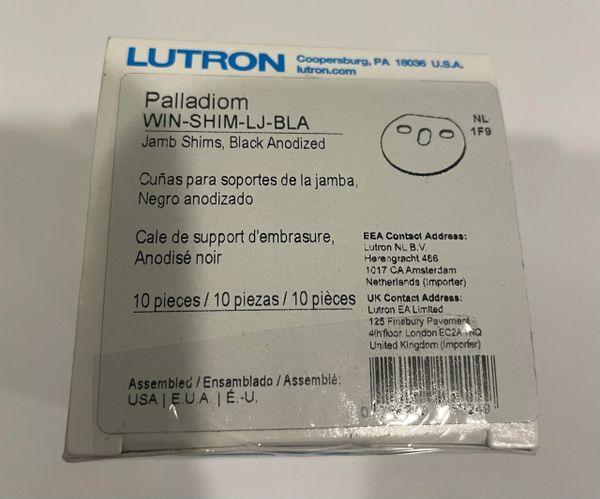 LUTRON Coopersburg, PA 18036 U.S.A.
lutron.com
Palladiom
WIN-SHIM-LJ-BLA
Jamb Shims, Black Anodized
NL
1F9
Cuñas para soportes de la jamba,
Negro anodizado
Cale de support d'embrasure,
Anodisé noir
10 pieces / 10 piezas / 10 pièces
EEA Contact Address:
Lutron NL B.V.
Herengracht 466
1017 CA Amsterdam
Netherlands (Importer)
UK Contact Address:
Lutron EA Limited
125 Finsbury Pavement
4th floor London
United Kingdom (Importer)
Assembled / Ensamblado / Assemblé:
USA | E.U.A. | É.-U.